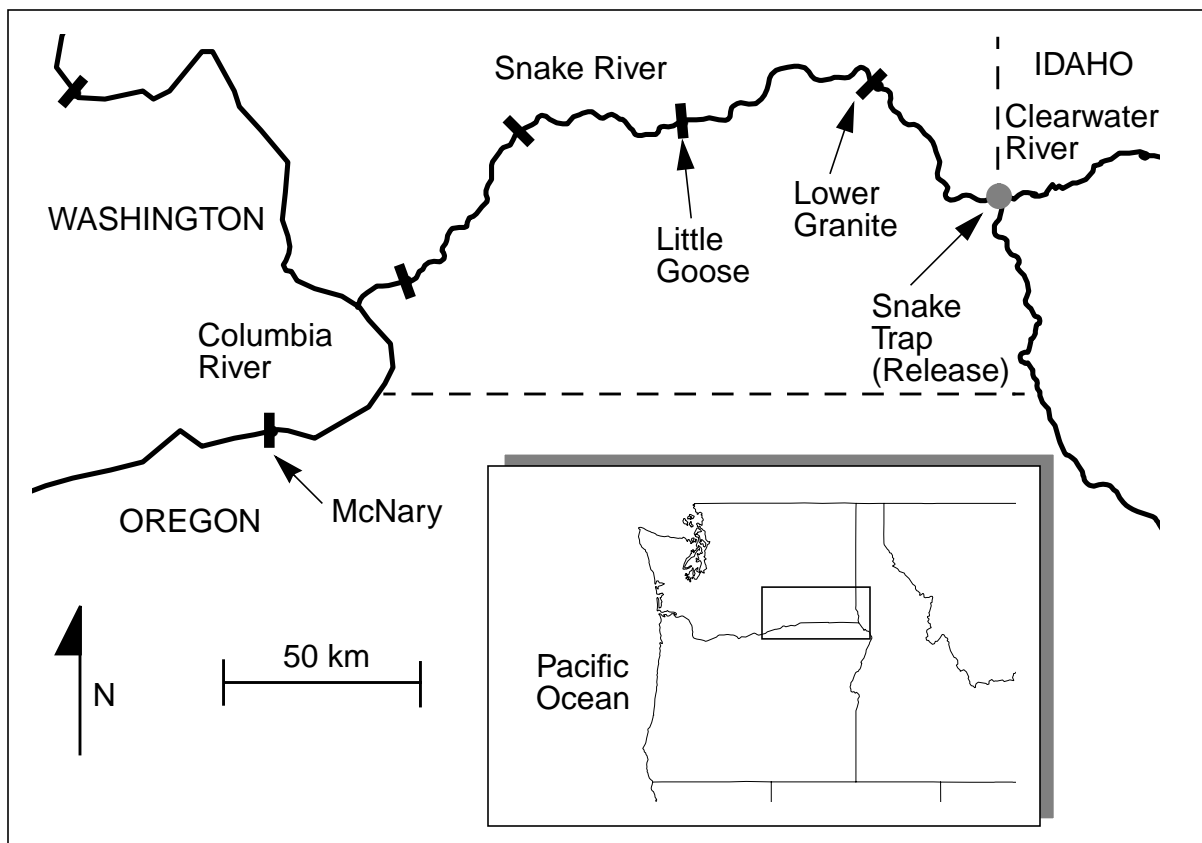 Snake River
IDAHO
Clearwater
River
WASHINGTON
Lower
Granite
Little
Goose
Snake
Trap
(Release)
Columbia
River
McNary
OREGON
50 km
N
Pacific
Ocean